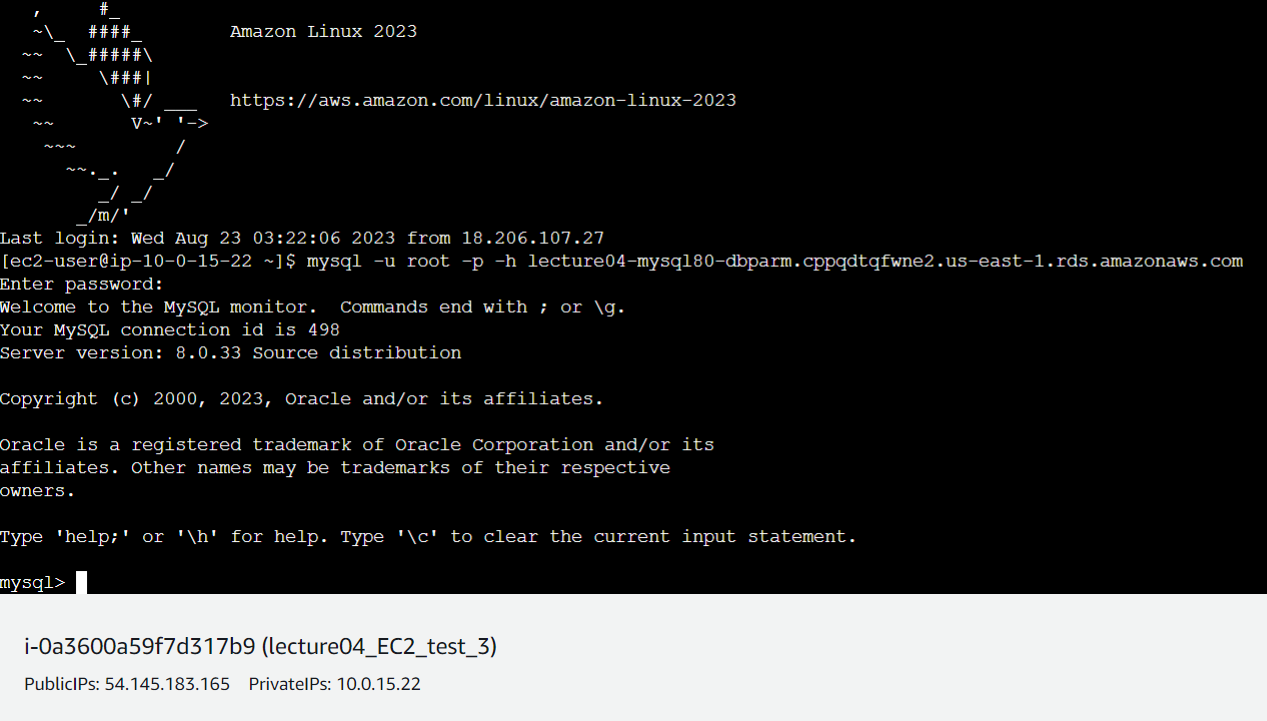 ,     #_
   ~\_  ####_        Amazon Linux 2023
  ~~  \_#####\
  ~~     \###|
  ~~       \#/ ___   https://aws.amazon.com/linux/amazon-linux-2023
   ~~       V~' '->
    ~~~         /
      ~~._.   _/
         _/ _/
       _/m/'
Last login: Wed Aug 23 03:22:06 2023 from 18.206.107.27
[ec2-user@ip-10-0-15-22 ~]$ mysql -u root -p -h lecture04-mysql80-dbparm.cppqdtqfwne2.us-east-1.rds.amazonaws.com
Enter password:
Welcome to the MySQL monitor.  Commands end with ; or \g.
Your MySQL connection id is 498
Server version: 8.0.33 Source distribution

Copyright (c) 2000, 2023, Oracle and/or its affiliates.

Oracle is a registered trademark of Oracle Corporation and/or its
affiliates. Other names may be trademarks of their respective
owners.

Type 'help;' or '\h' for help. Type '\c' to clear the current input statement.

mysql>
i-0a3600a59f7d317b9 (lecture04_EC2_test_3)
PublicIPs: 54.145.183.165    PrivateIPs: 10.0.15.22